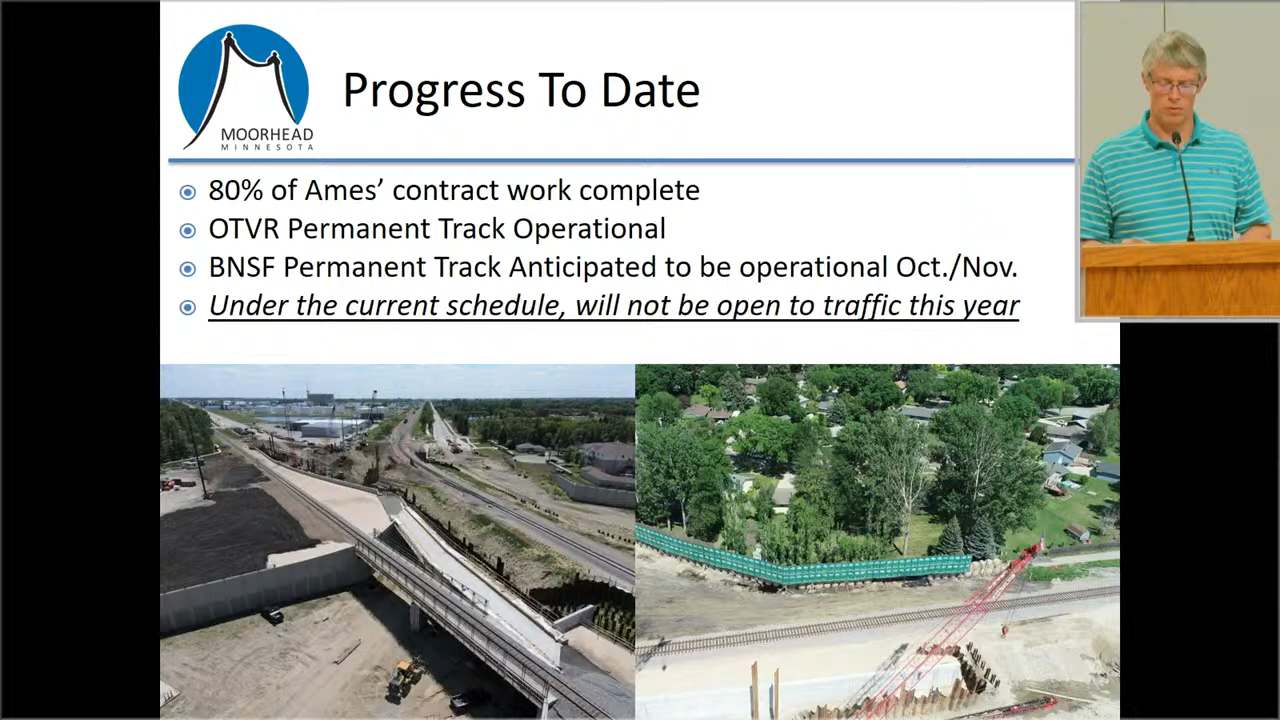 MOORHEAD
MINNESOTA
Progress To Date
80% of Ames’ contract work complete
OTVR Permanent Track Operational
BNSF Permanent Track Anticipated to be operational Oct./Nov.
Under the current schedule, will not be open to traffic this year